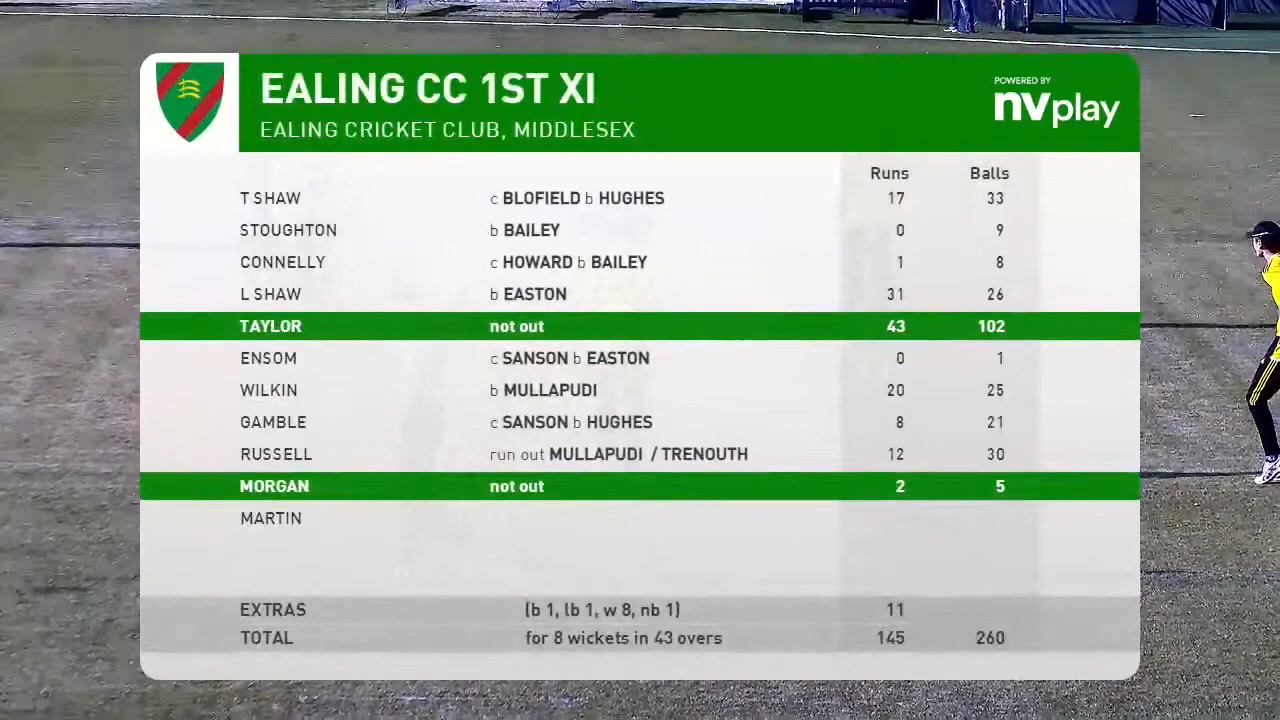 EALING CC 1ST XI
EALING CRICKET CLUB, MIDDLESEX
POWERED BY
nvplay
Runs Balls
T SHAW c BLOFIELD b HUGHES 17 33
STOUGHTON b BAILEY 0 9
CONNELLY c HOWARD b BAILEY 1 8
L SHAW b EASTON 31 26
TAYLOR not out 43 102
ENSOM c SANSON b EASTON 0 1
WILKIN b MULLAPUDI 20 25
GAMBLE c SANSON b HUGHES 8 21
RUSSELL run out MULLAPUDI / TRENOUTH 12 30
MORGAN not out 2 5
MARTIN
EXTRAS (b 1, lb 1, w 8, nb 1) 11
TOTAL for 8 wickets in 43 overs 145 260